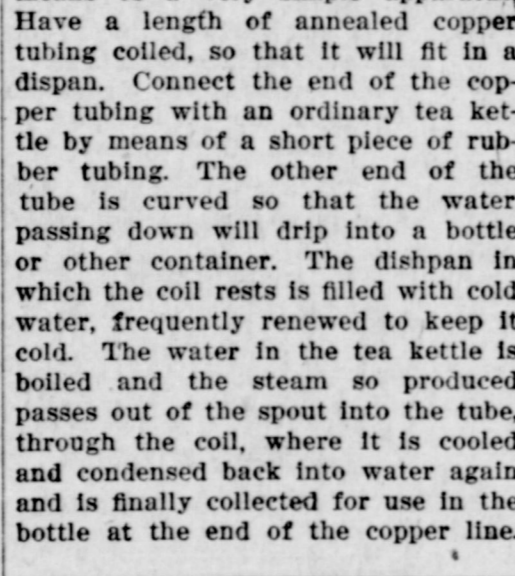 Have a length of annealed copper
tubing coiled, so that it will fit in a
dispan. Connect the end of the cop-
per tubing with an ordinary tea ket-
tle by means of a short piece of rub-
ber tubing. The other end of the
tube is curved so that the water
passing down will drip into a bottle
or other container. The dishpan in
which the coil rests is filled with cold
water, frequently renewed to keep it
cold. The water in the tea kettle is
boiled and the steam so produced
passes out of the spout into the tube,
through the coil, where it is cooled
and condensed back into water again
and is finally collected for use in the
bottle at the end of the copper line.